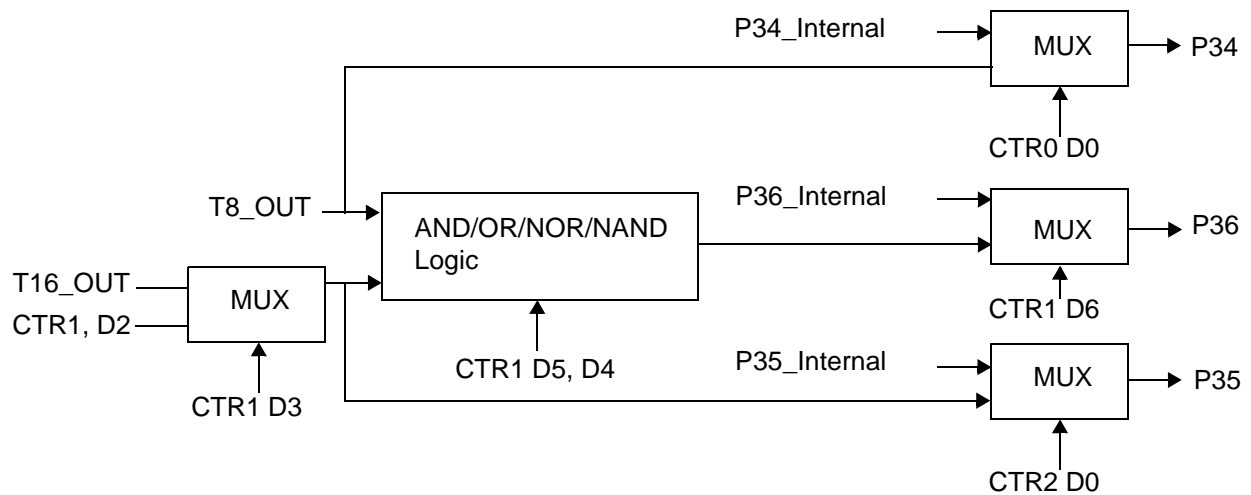 P34_Internal
MUX
P34
CTR0 D0
T8_OUT
AND/OR/NOR/NAND
Logic
P36_Internal
MUX
P36
T16_OUT
MUX
CTR1, D2
CTR1 D6
CTR1 D5, D4
P35_Internal
MUX
P35
CTR1 D3
CTR2 D0